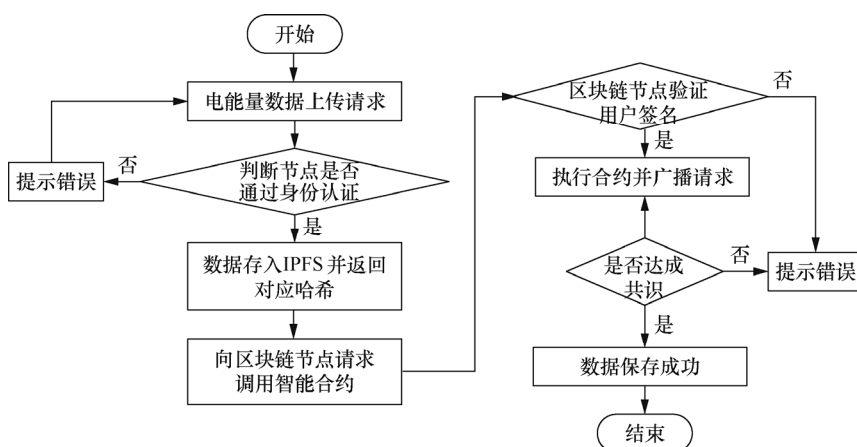 开始
电能量数据上传请求
判断节点是否
通过身份认证
否
提示错误
是
数据存入IPFS并返回
对应哈希
向区块链节点请求
调用智能合约
区块链节点验证
用户签名
否
是
执行合约并广播请求
是否达成
共识
否
提示错误
是
数据保存成功
结束